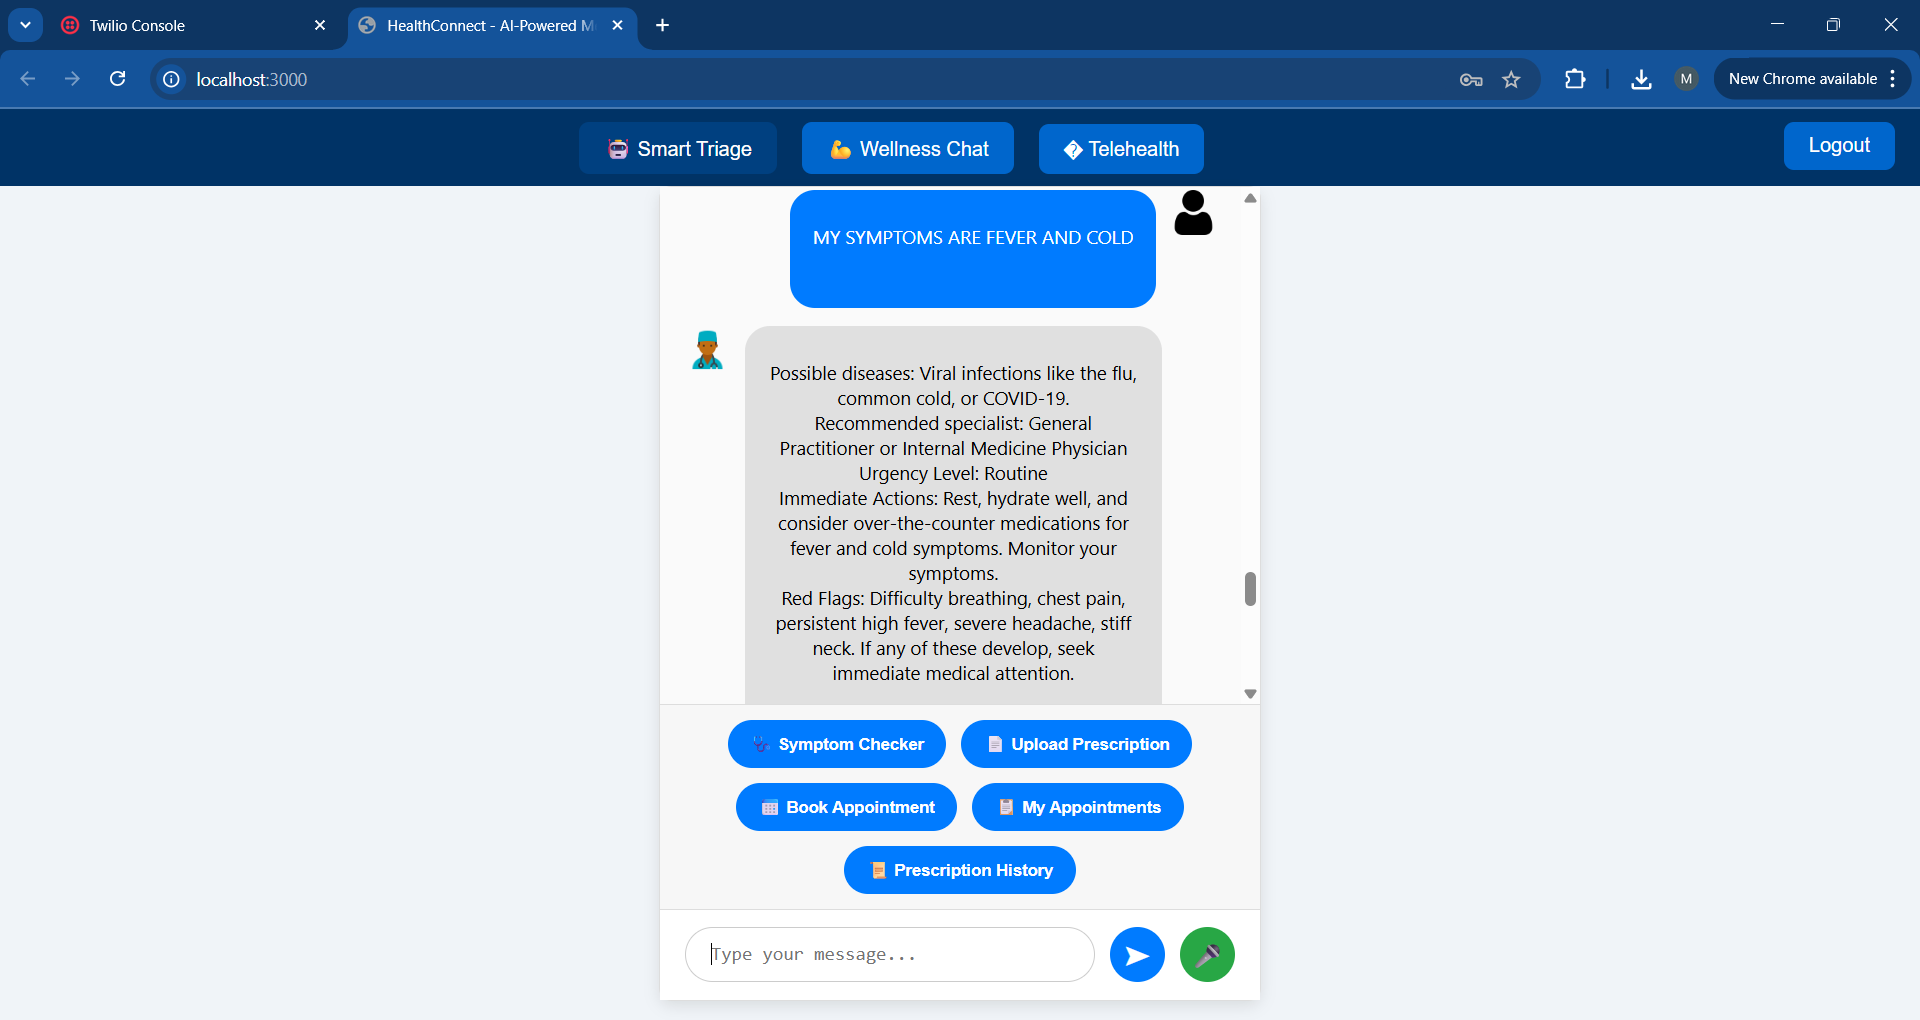 Twilio Console
HealthConnect - AI-Powered M
localhost:3000
M
New Chrome available
Smart Triage
Wellness Chat
� Telehealth
Logout
MY SYMPTOMS ARE FEVER AND COLD
Possible diseases: Viral infections like the flu,
common cold, or COVID-19.
Recommended specialist: General
Practitioner or Internal Medicine Physician
Urgency Level: Routine
Immediate Actions: Rest, hydrate well, and
consider over-the-counter medications for
fever and cold symptoms. Monitor your
symptoms.
Red Flags: Difficulty breathing, chest pain,
persistent high fever, severe headache, stiff
neck. If any of these develop, seek
immediate medical attention.
Symptom Checker
Upload Prescription
Book Appointment
My Appointments
Prescription History
Type your message...